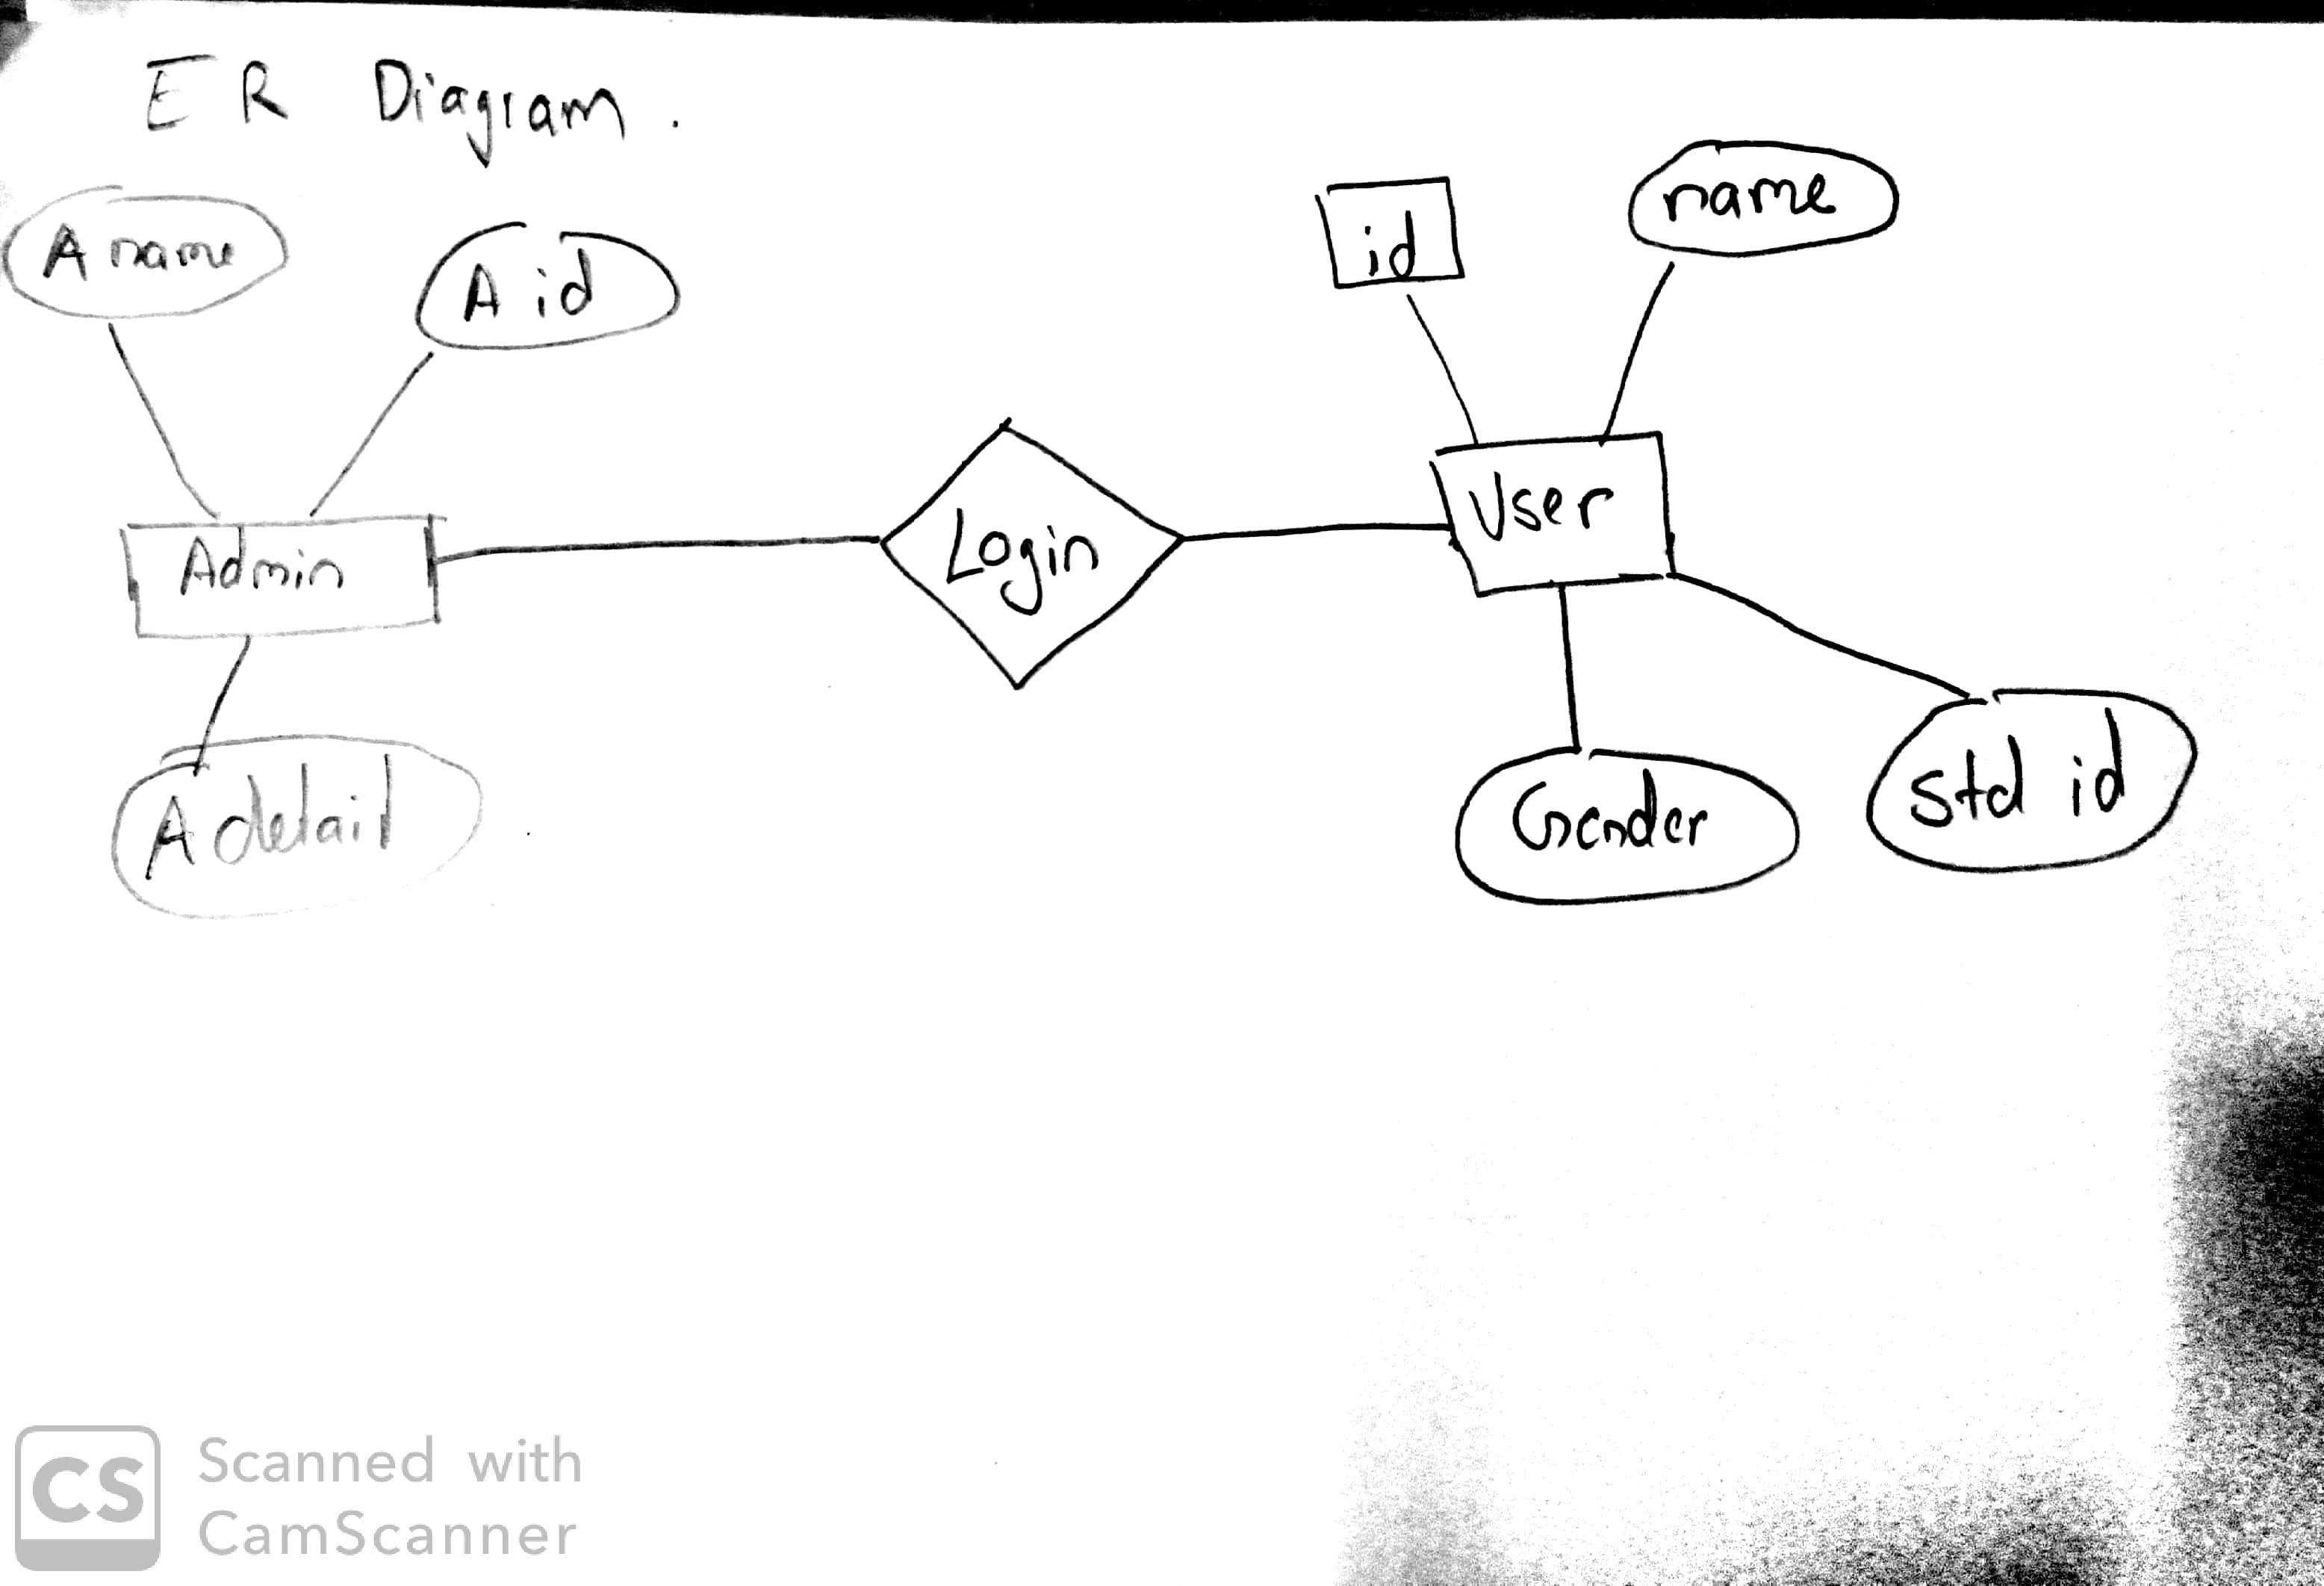 ER Diagram.
A name
A id
id
name
Admin
Login
User
A detail
Gender
std id
CS
Scanned with
CamScanner